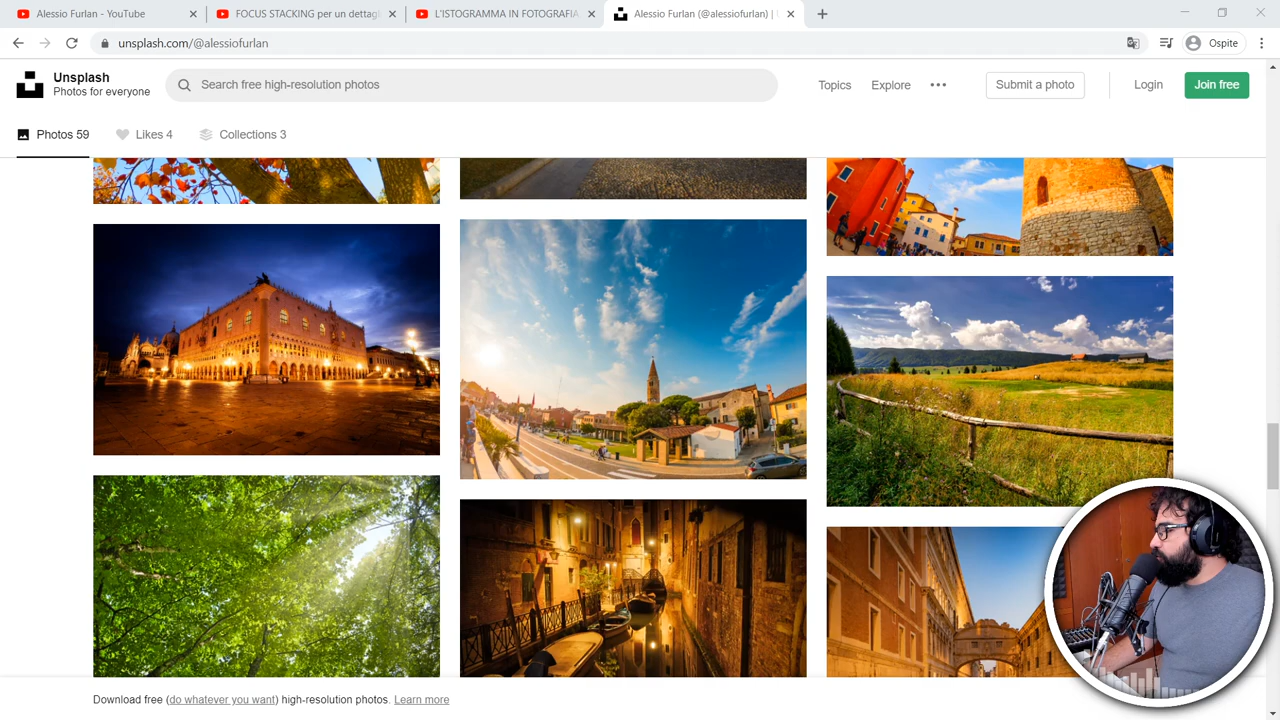 Alessio Furlan - YouTube
FOCUS STACKING per un dettagl
L'ISTOGRAMMA IN FOTOGRAFIA
Alessio Furlan (@alessiofurlan) | U
unsplash.com/@alessiofurlan
Ospite
Unsplash
Photos for everyone
Search free high-resolution photos
Topics
Explore
Submit a photo
Login
Join free
Photos 59
Likes 4
Collections 3
Download free (do whatever you want) high-resolution photos. Learn more